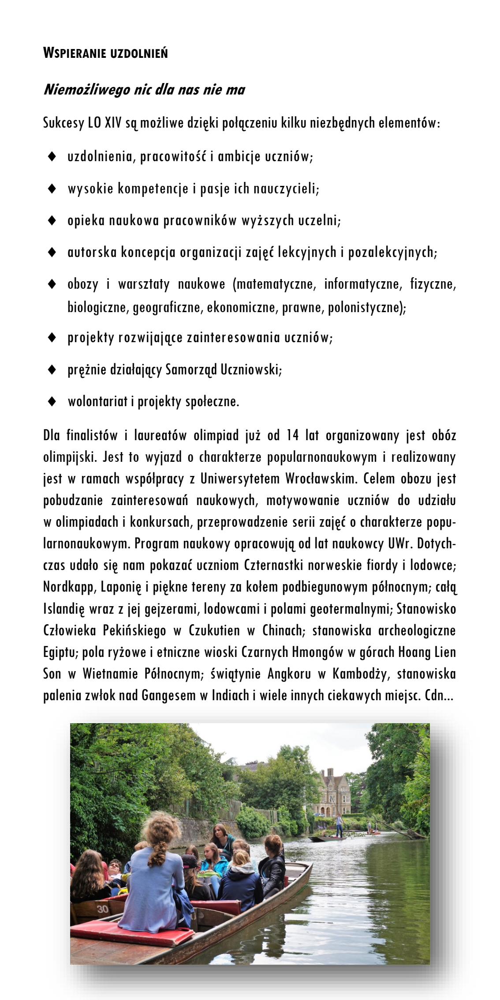 WSPIERANIE UZDOLNIEŃ
Niemożliwego nic dla nas nie ma
Sukcesy LO XIV są możliwe dzięki połączeniu kilku niezbędnych elementów:
♦ uzdolnienia, pracowitość i ambicje uczniów;
♦ wysokie kompetencje i pasje ich nauczycieli;
♦ opieka naukowa pracowników wyższych uczelni;
♦ autorska koncepcja organizacji zajęć lekcyjnych i pozalekcyjnych;
♦ obozy i warsztaty naukowe (matematyczne, informatyczne, fizyczne,
biologiczne, geograficzne, ekonomiczne, prawne, polonistyczne);
♦ projekty rozwijające zainteresowania uczniów;
♦ prężnie działający Samorząd Uczniowski;
♦ wolontariat i projekty społeczne.
Dla finalistów i laureatów olimpiad już od 14 lat organizowany jest obóz
olimpijski. Jest to wyjazd o charakterze popularnonaukowym i realizowany
jest w ramach współpracy z Uniwersytetem Wrocławskim. Celem obozu jest
pobudzanie zainteresowań naukowych, motywowanie uczniów do udziału
w olimpiadach i konkursach, przeprowadzenie serii zajęć o charakterze popu-
larnonaukowym. Program naukowy opracowują od lat naukowcy UWr. Dotych-
czas udało się nam pokazać uczniom Czternastki norweskie fiordy i lodowce;
Nordkapp, Laponię i piękne tereny za kołem podbiegunowym północnym; całą
Islandię wraz z jej gejzerami, lodowcami i polami geotermalnymi; Stanowisko
Człowieka Pekińskiego w Czukutien w Chinach; stanowiska archeologiczne
Egiptu; pola ryżowe i etniczne wioski Czarnych Hmongów w górach Hoang Lien
Son w Wietnamie Północnym; świątynie Angkoru w Kambodży, stanowiska
palenia zwłok nad Gangesem w Indiach i wiele innych ciekawych miejsc. Cdn...
30